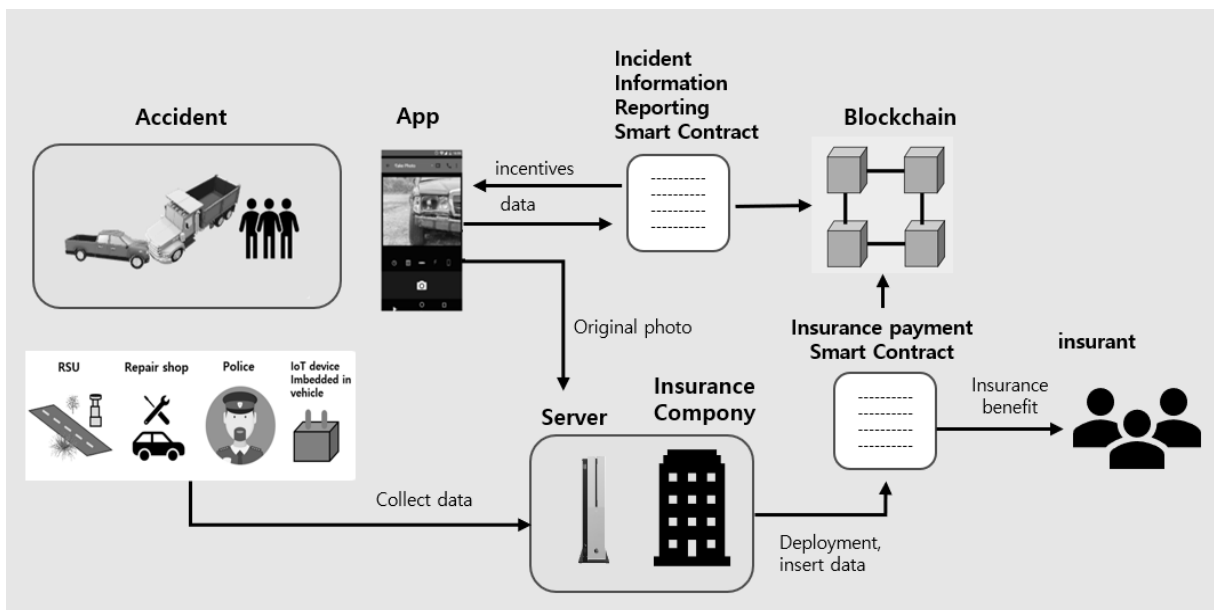 Accident
App
Incident
Information
Reporting
Smart Contract
Blockchain
incentives
data
Original photo
RSU
Repair shop
Police
IoT device
Imbedded in
vehicle
Server
Insurance
Company
Insurance payment
Smart Contract
insurant
Insurance
benefit
Collect data
Deployment,
insert data